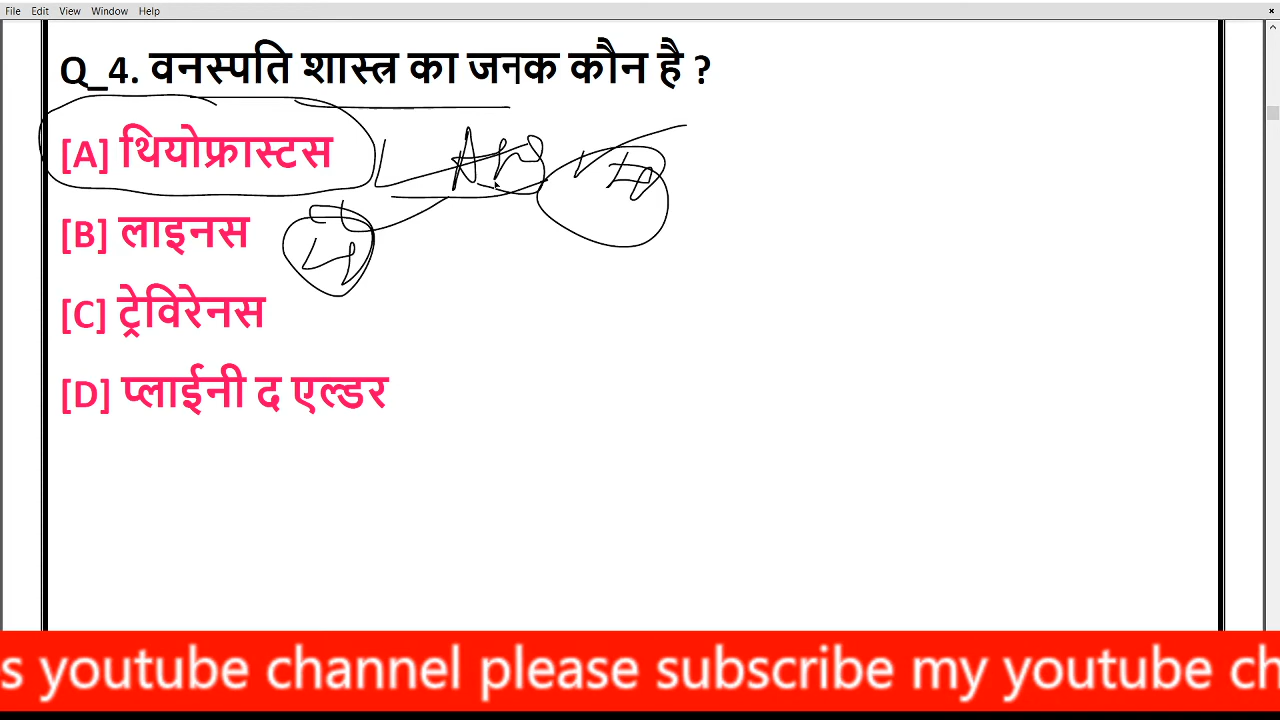 File Edit View Window Help
Q_4. वनस्पति शास्त्र का जनक कौन है ?
[A] थियोफ्रास्टस
Ans
[B] लाइनस
[C] ट्रेविरेनस
[D] प्लाईनी द एल्डर
s youtube channel please subscribe my youtube ch